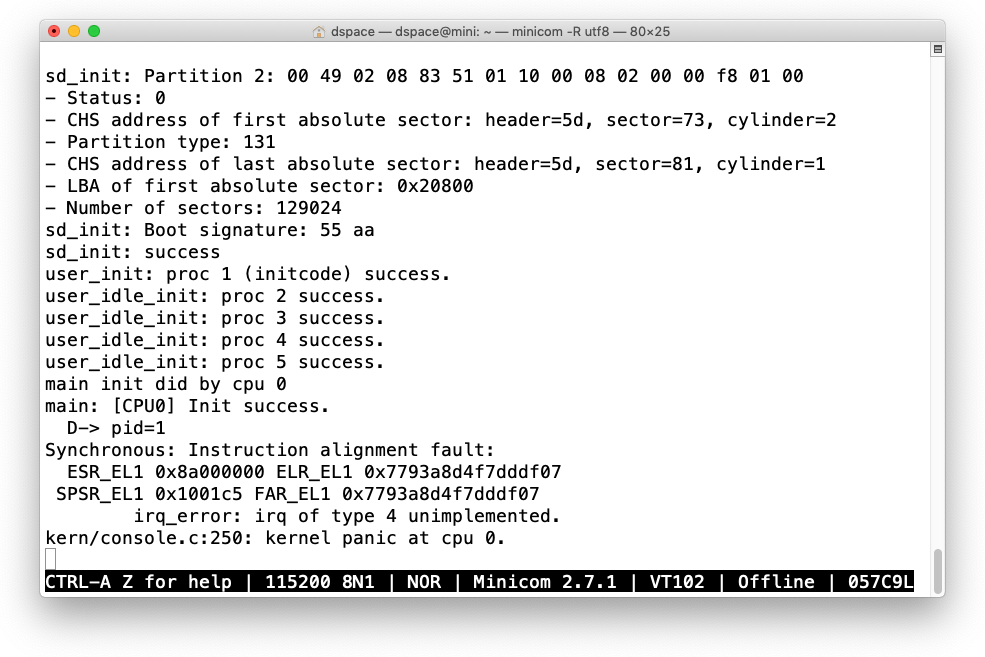 dspace — dspace@mini: ~ — minicom -R utf8 — 80×25
sd_init: Partition 2: 00 49 02 08 83 51 01 10 00 08 02 00 00 f8 01 00
- Status: 0
- CHS address of first absolute sector: header=5d, sector=73, cylinder=2
- Partition type: 131
- CHS address of last absolute sector: header=5d, sector=81, cylinder=1
- LBA of first absolute sector: 0x20800
- Number of sectors: 129024
sd_init: Boot signature: 55 aa
sd_init: success
user_init: proc 1 (initcode) success.
user_idle_init: proc 2 success.
user_idle_init: proc 3 success.
user_idle_init: proc 4 success.
user_idle_init: proc 5 success.
main init did by cpu 0
main: [CPU0] Init success.
D-> pid=1
Synchronous: Instruction alignment fault:
ESR_EL1 0x8a000000 ELR_EL1 0x7793a8d4f7dddf07
SPSR_EL1 0x1001c5 FAR_EL1 0x7793a8d4f7dddf07
irq_error: irq of type 4 unimplemented.
kern/console.c:250: kernel panic at cpu 0.
CTRL-A Z for help | 115200 8N1 | NOR | Minicom 2.7.1 | VT102 | Offline | 057C9L